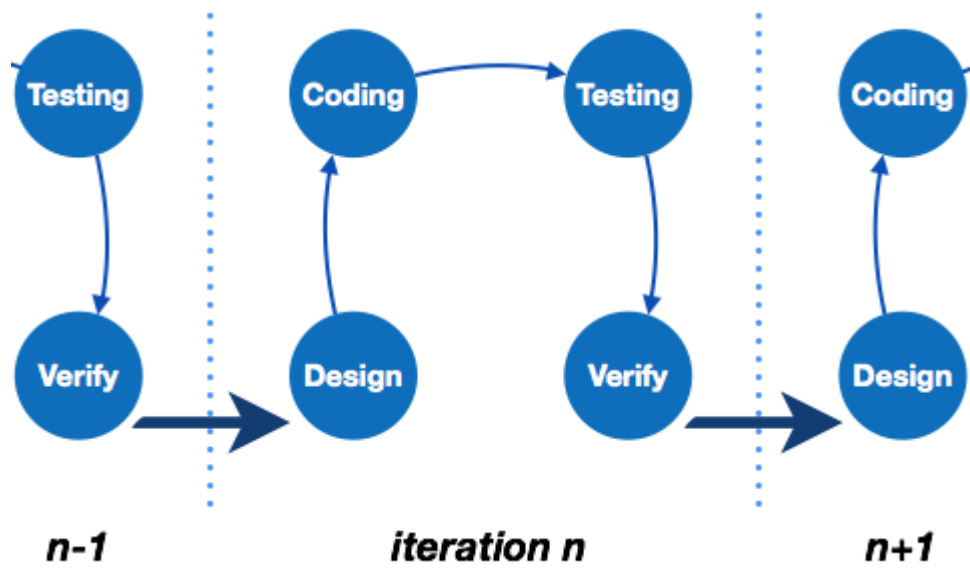 Testing
Coding
Testing
Coding
Verify
Design
Verify
Design
n-1
iteration n
n+1